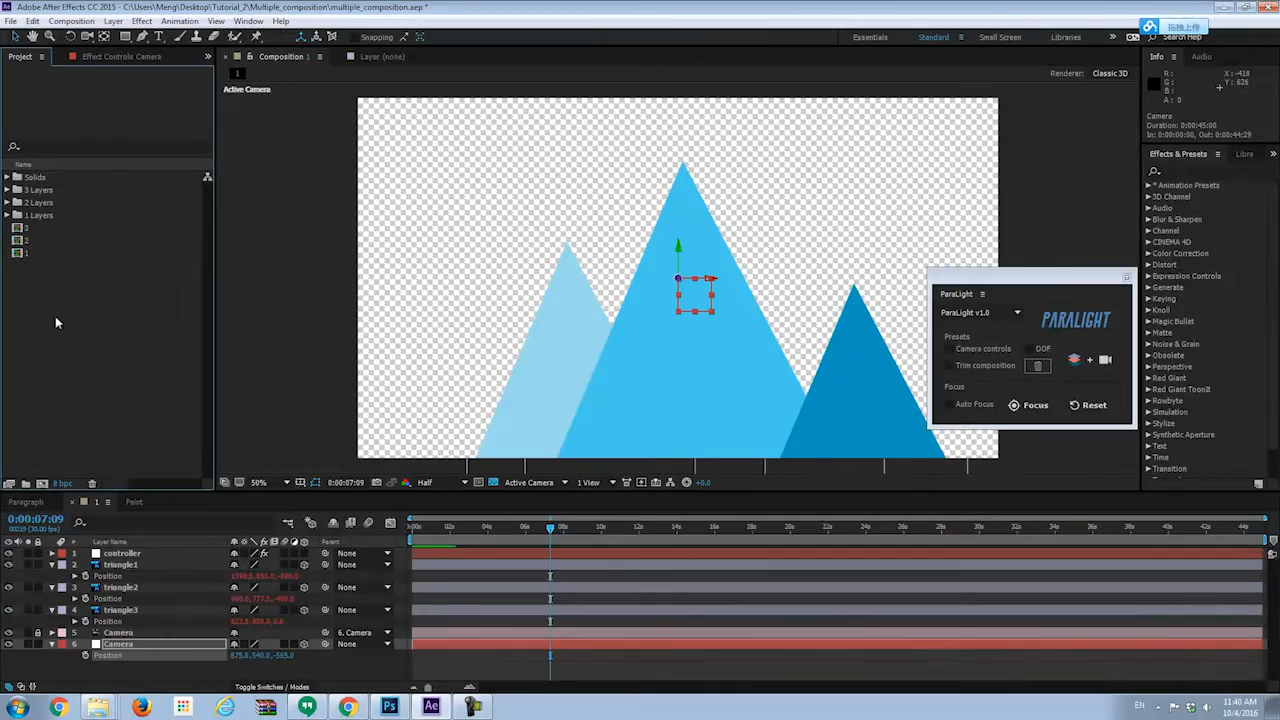 Adobe After Effects CC 2015 - C:\Users\Meng\Desktop\Tutorial_2\Multiple_composition\multiple_composition.aep *
File Edit Composition Layer Effect Animation View Window Help
拖拽上传
Snapping
Essentials Standard Small Screen Libraries Search Help
Project Effect Controls Camera
Composition 1 Layer (none)
Info Audio
1
Renderer: Classic 3D
Active Camera
R: X: -418
G: Y: 626
B:
A: 0
Camera
Duration: 0:00:45:00
In: 0:00:00:00, Out: 0:00:44:29
Effects & Presets Libra
Name
Solids
3 Layers
2 Layers
1 Layers
3
2
1
* Animation Presets
3D Channel
Audio
Blur & Sharpen
Channel
CINEMA 4D
Color Correction
Distort
Expression Controls
Generate
Keying
Knoll
Magic Bullet
Matte
Noise & Grain
Obsolete
Perspective
Red Giant
Red Giant ToonIt
Rowbyte
Simulation
Stylize
Synthetic Aperture
Text
Time
Transition
ParaLight
ParaLight v1.0
PARALIGHT
Presets
Camera controls DOF
Trim composition
+
Focus
Auto Focus Focus Reset
8 bpc
50% 0:00:07:09 Half Active Camera 1 View +0.0
Paragraph 1 Paint
0:00:07:09
00219 (30.00 fps)
:00s 02s 04s 06s 08s 10s 12s 14s 16s 18s 20s 22s 24s 26s 28s 30s 32s 34s 36s 38s 40s 42s 44s
# Layer Name Parent
1 controller None
2 triangle1 None
Position
3 triangle2 None
Position 960.0,777.5,-400.0
4 triangle3 None
Position 522.5,850.0,0.0
5 Camera 6. Camera
6 Camera None
Position 875.0,540.0,-565.0
Toggle Switches / Modes
EN
11:40 AM
10/4/2016